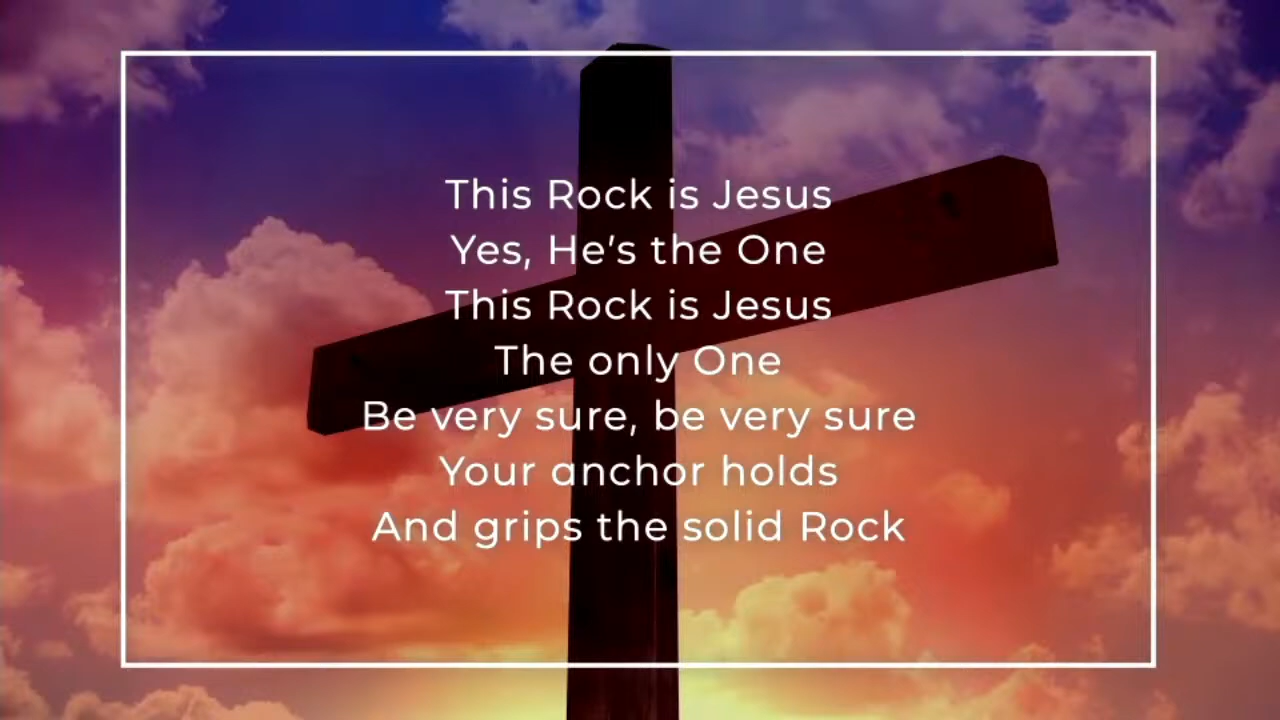 This Rock is Jesus
Yes, He's the One
This Rock is Jesus
The only One
Be very sure, be very sure
Your anchor holds
And grips the solid Rock